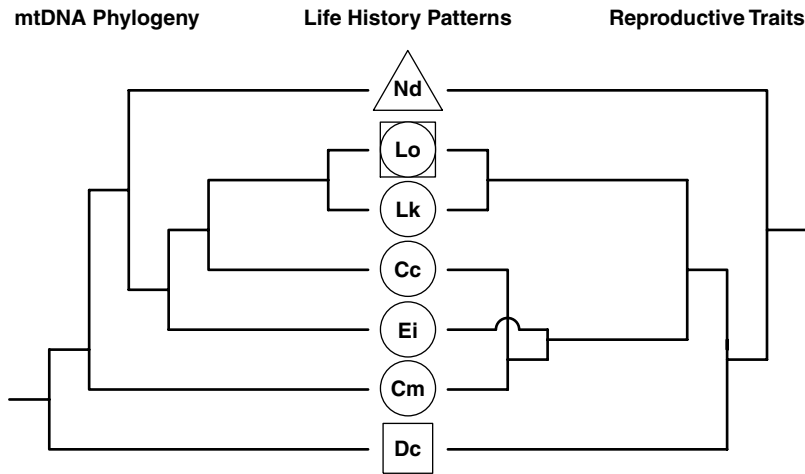 mtDNA Phylogeny Life History Patterns Reproductive Traits
Nd
Lo
Lk
Cc
Ei
Cm
Dc